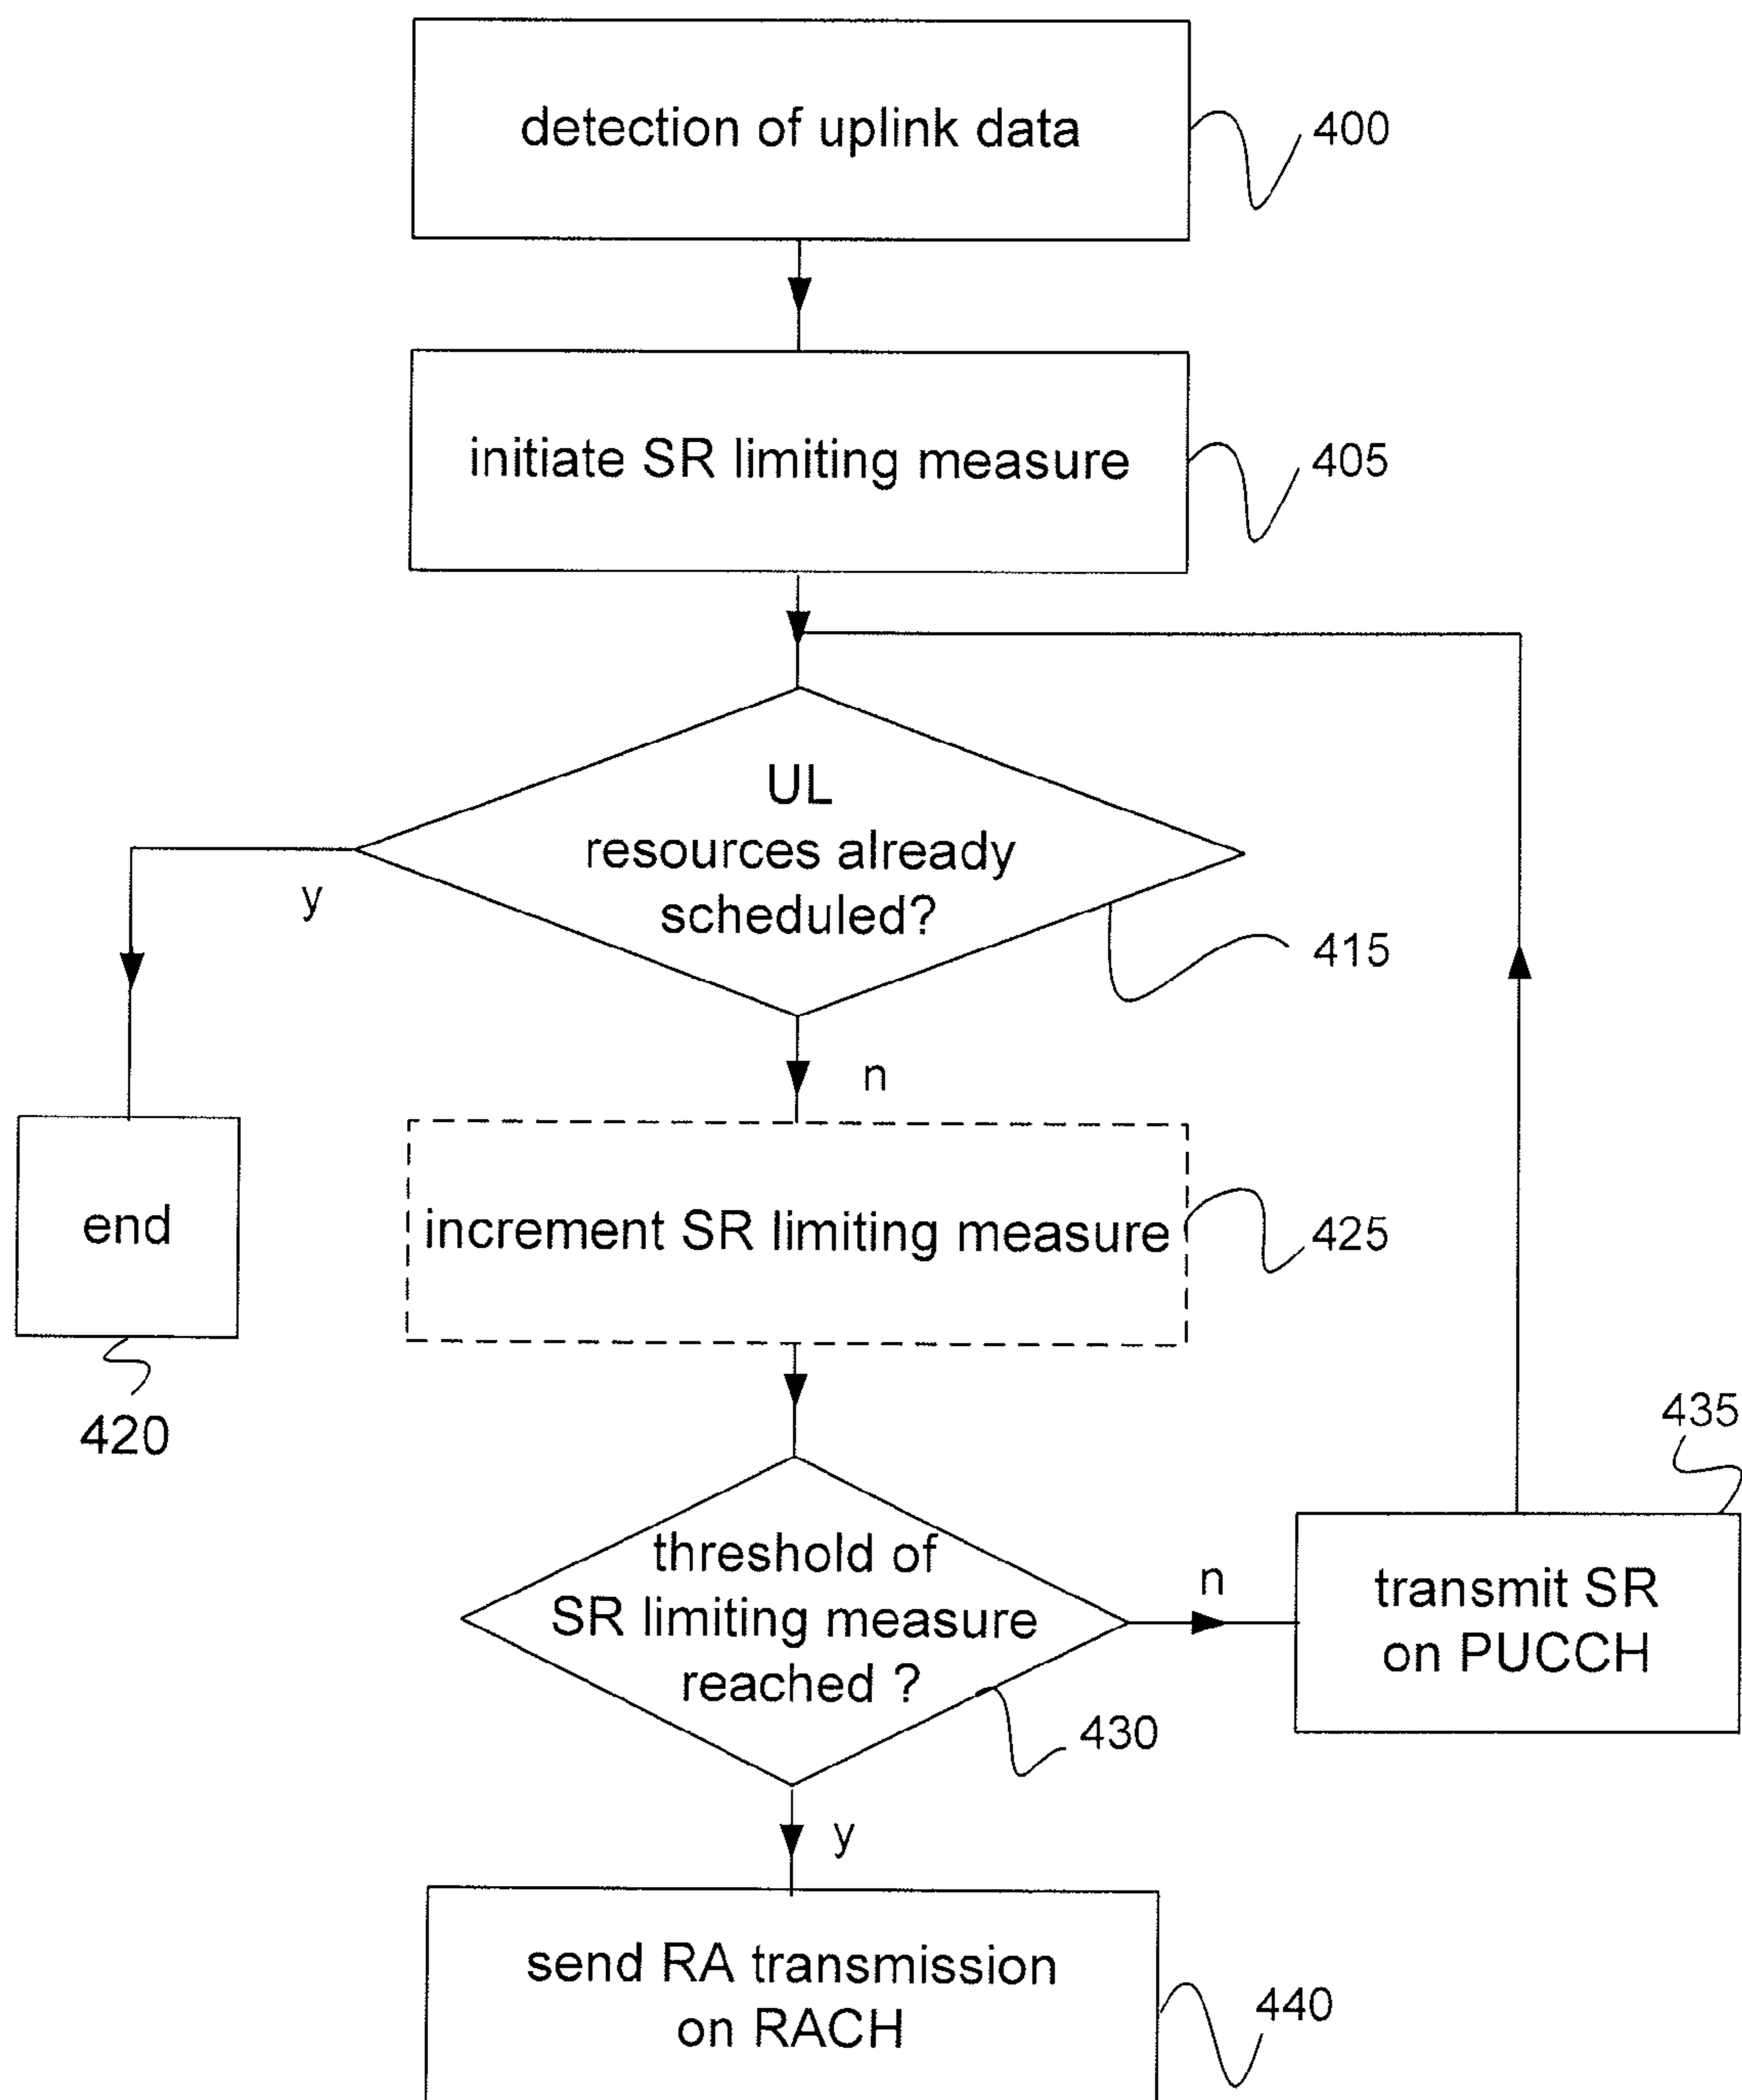 detection of uplink data
400
initiate SR limiting measure
405
UL
resources already
scheduled?
415
y
n
end
420
increment SR limiting measure
425
threshold of
SR limiting measure
reached ?
430
n
435
transmit SR
on PUCCH
y
send RA transmission
on RACH
440